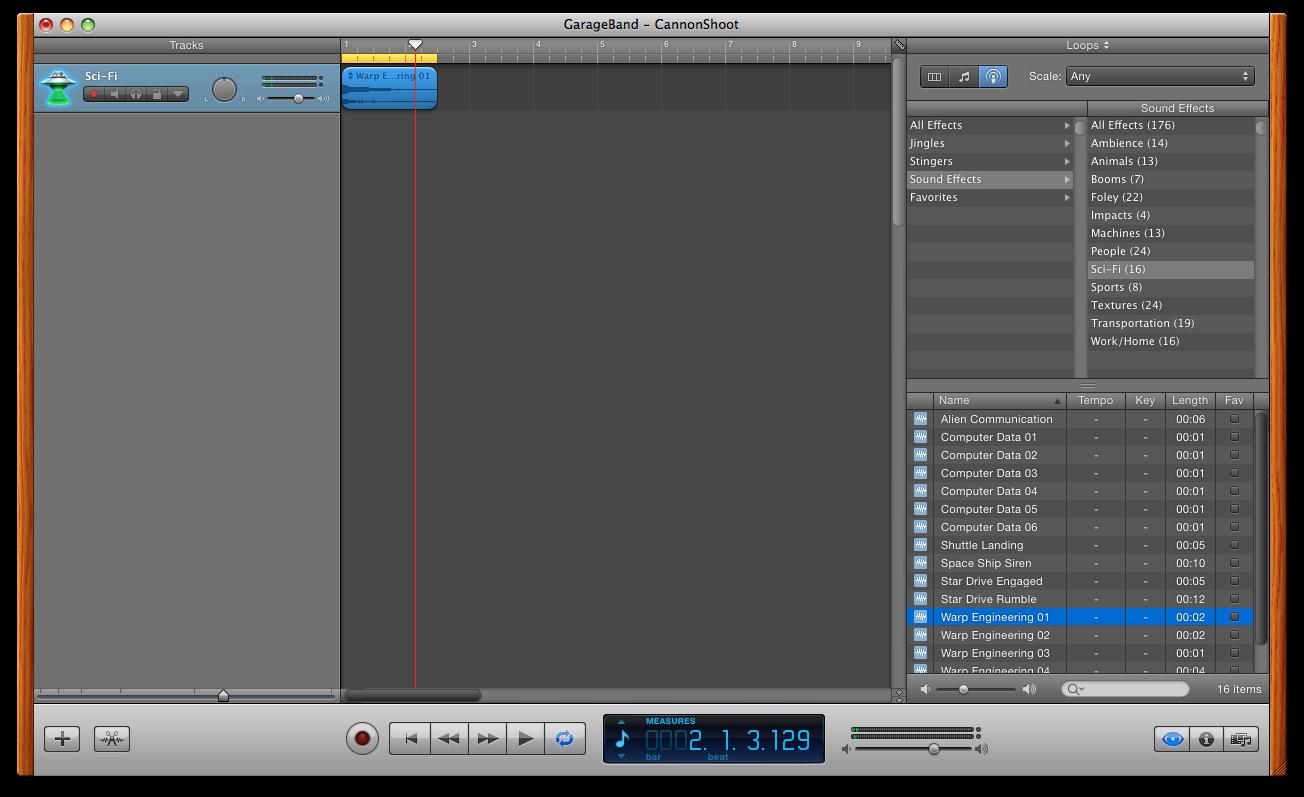 GarageBand – CannonShoot
Tracks
1 3 4 5 6 7 8 9
Loops
Sci-Fi
L R
Warp E...ring 01
Scale: Any
Sound Effects
All Effects
Jingles
Stingers
Sound Effects
Favorites
All Effects (176)
Ambience (14)
Animals (13)
Booms (7)
Foley (22)
Impacts (4)
Machines (13)
People (24)
Sci-Fi (16)
Sports (8)
Textures (24)
Transportation (19)
Work/Home (16)
Name Tempo Key Length Fav
Alien Communication - - 00:06
Computer Data 01 - - 00:01
Computer Data 02 - - 00:01
Computer Data 03 - - 00:01
Computer Data 04 - - 00:01
Computer Data 05 - - 00:01
Computer Data 06 - - 00:01
Shuttle Landing - - 00:05
Space Ship Siren - - 00:10
Star Drive Engaged - - 00:05
Star Drive Rumble - - 00:12
Warp Engineering 01 - - 00:02
Warp Engineering 02 - - 00:02
Warp Engineering 03 - - 00:01
Warp Engineering 04 - - 00:04
16 items
MEASURES
0002. 1. 3.129
bar beat